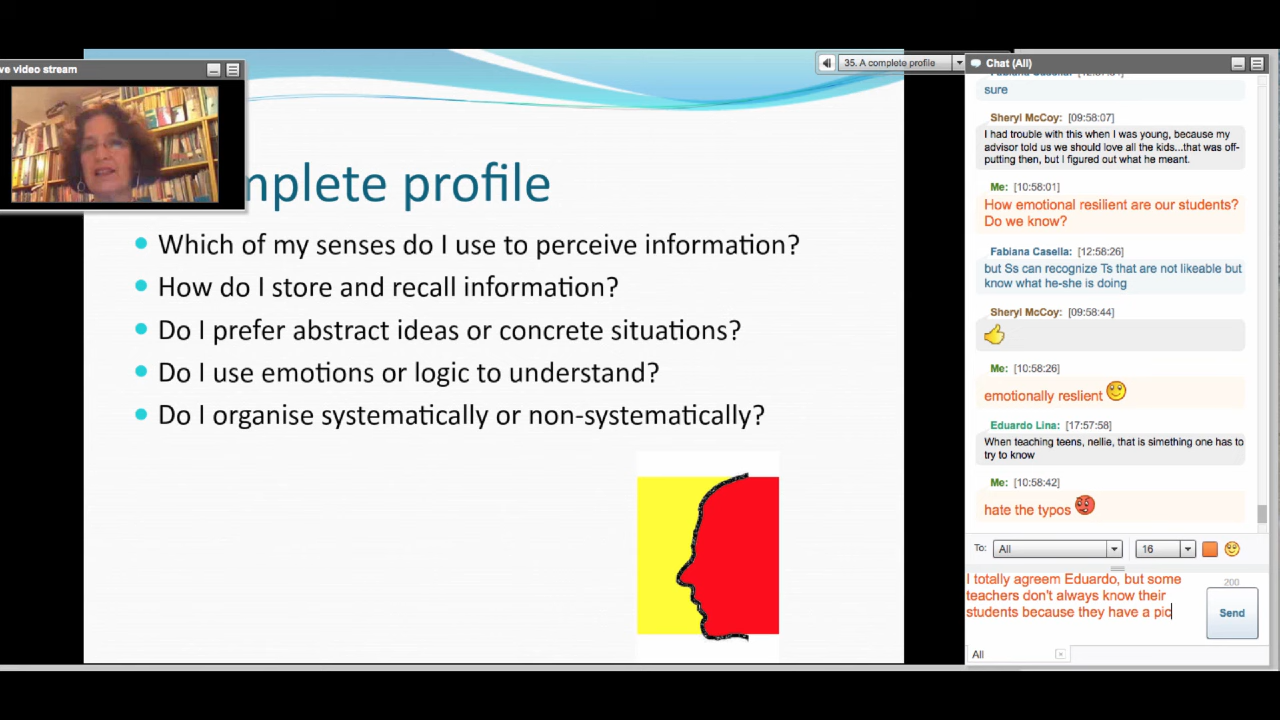 ve video stream
35. A complete profile
mplete profile
Which of my senses do I use to perceive information?
How do I store and recall information?
Do I prefer abstract ideas or concrete situations?
Do I use emotions or logic to understand?
Do I organise systematically or non-systematically?
Chat (All)
sure
Sheryl McCoy: [09:58:07]
I had trouble with this when I was young, because my
advisor told us we should love all the kids...that was off-
putting then, but I figured out what he meant.
Me: [10:58:01]
How emotional resilient are our students?
Do we know?
Fabiana Casella: [12:58:26]
but Ss can recognize Ts that are not likeable but
know what he-she is doing
Sheryl McCoy: [09:58:44]
Me: [10:58:26]
emotionally reslient
Eduardo Lina: [17:57:58]
When teaching teens, nellie, that is simething one has to
try to know
Me: [10:58:42]
hate the typos
To: All 16
I totally agreem Eduardo, but some
teachers don't always know their
students because they have a pic
200
Send
All